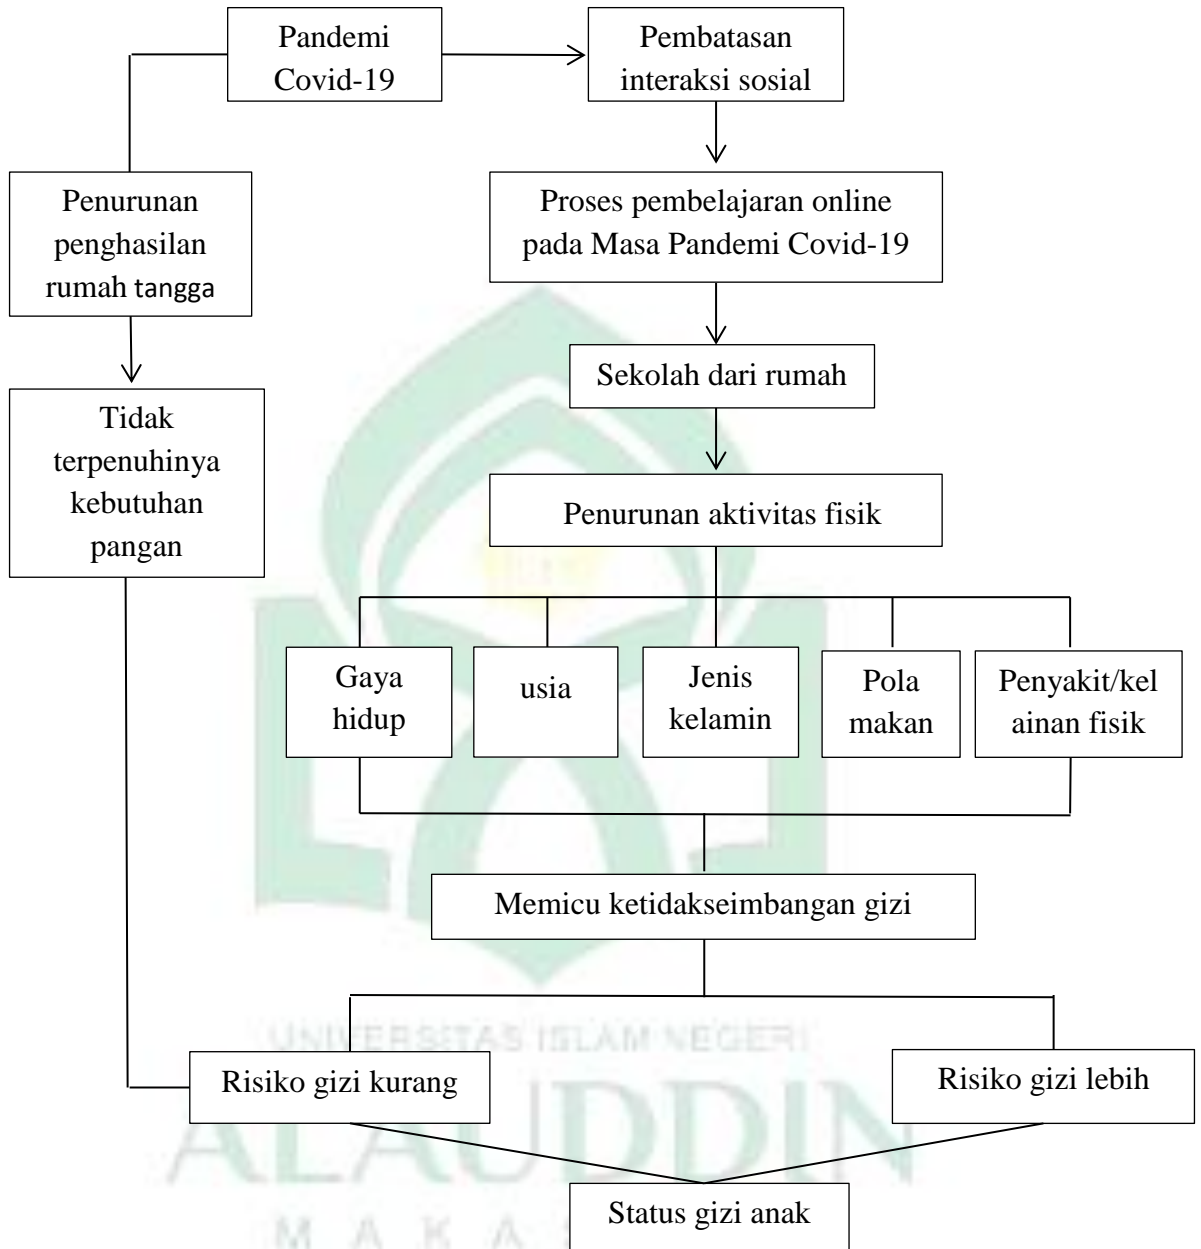 Pandemi
Covid-19
Pembatasan
interaksi sosial
Penurunan
penghasilan
rumah tangga
Proses pembelajaran online
pada Masa Pandemi Covid-19
Sekolah dari rumah
Tidak
terpenuhinya
kebutuhan
pangan
Penurunan aktivitas fisik
Gaya
hidup
usia
Jenis
kelamin
Pola
makan
Penyakit/kel
ainan fisik
Memicu ketidakseimbangan gizi
UNIVERSITAS ISLAM NEGERI
Risiko gizi kurang
Risiko gizi lebih
ALAUDDIN
Status gizi anak
M A K A S